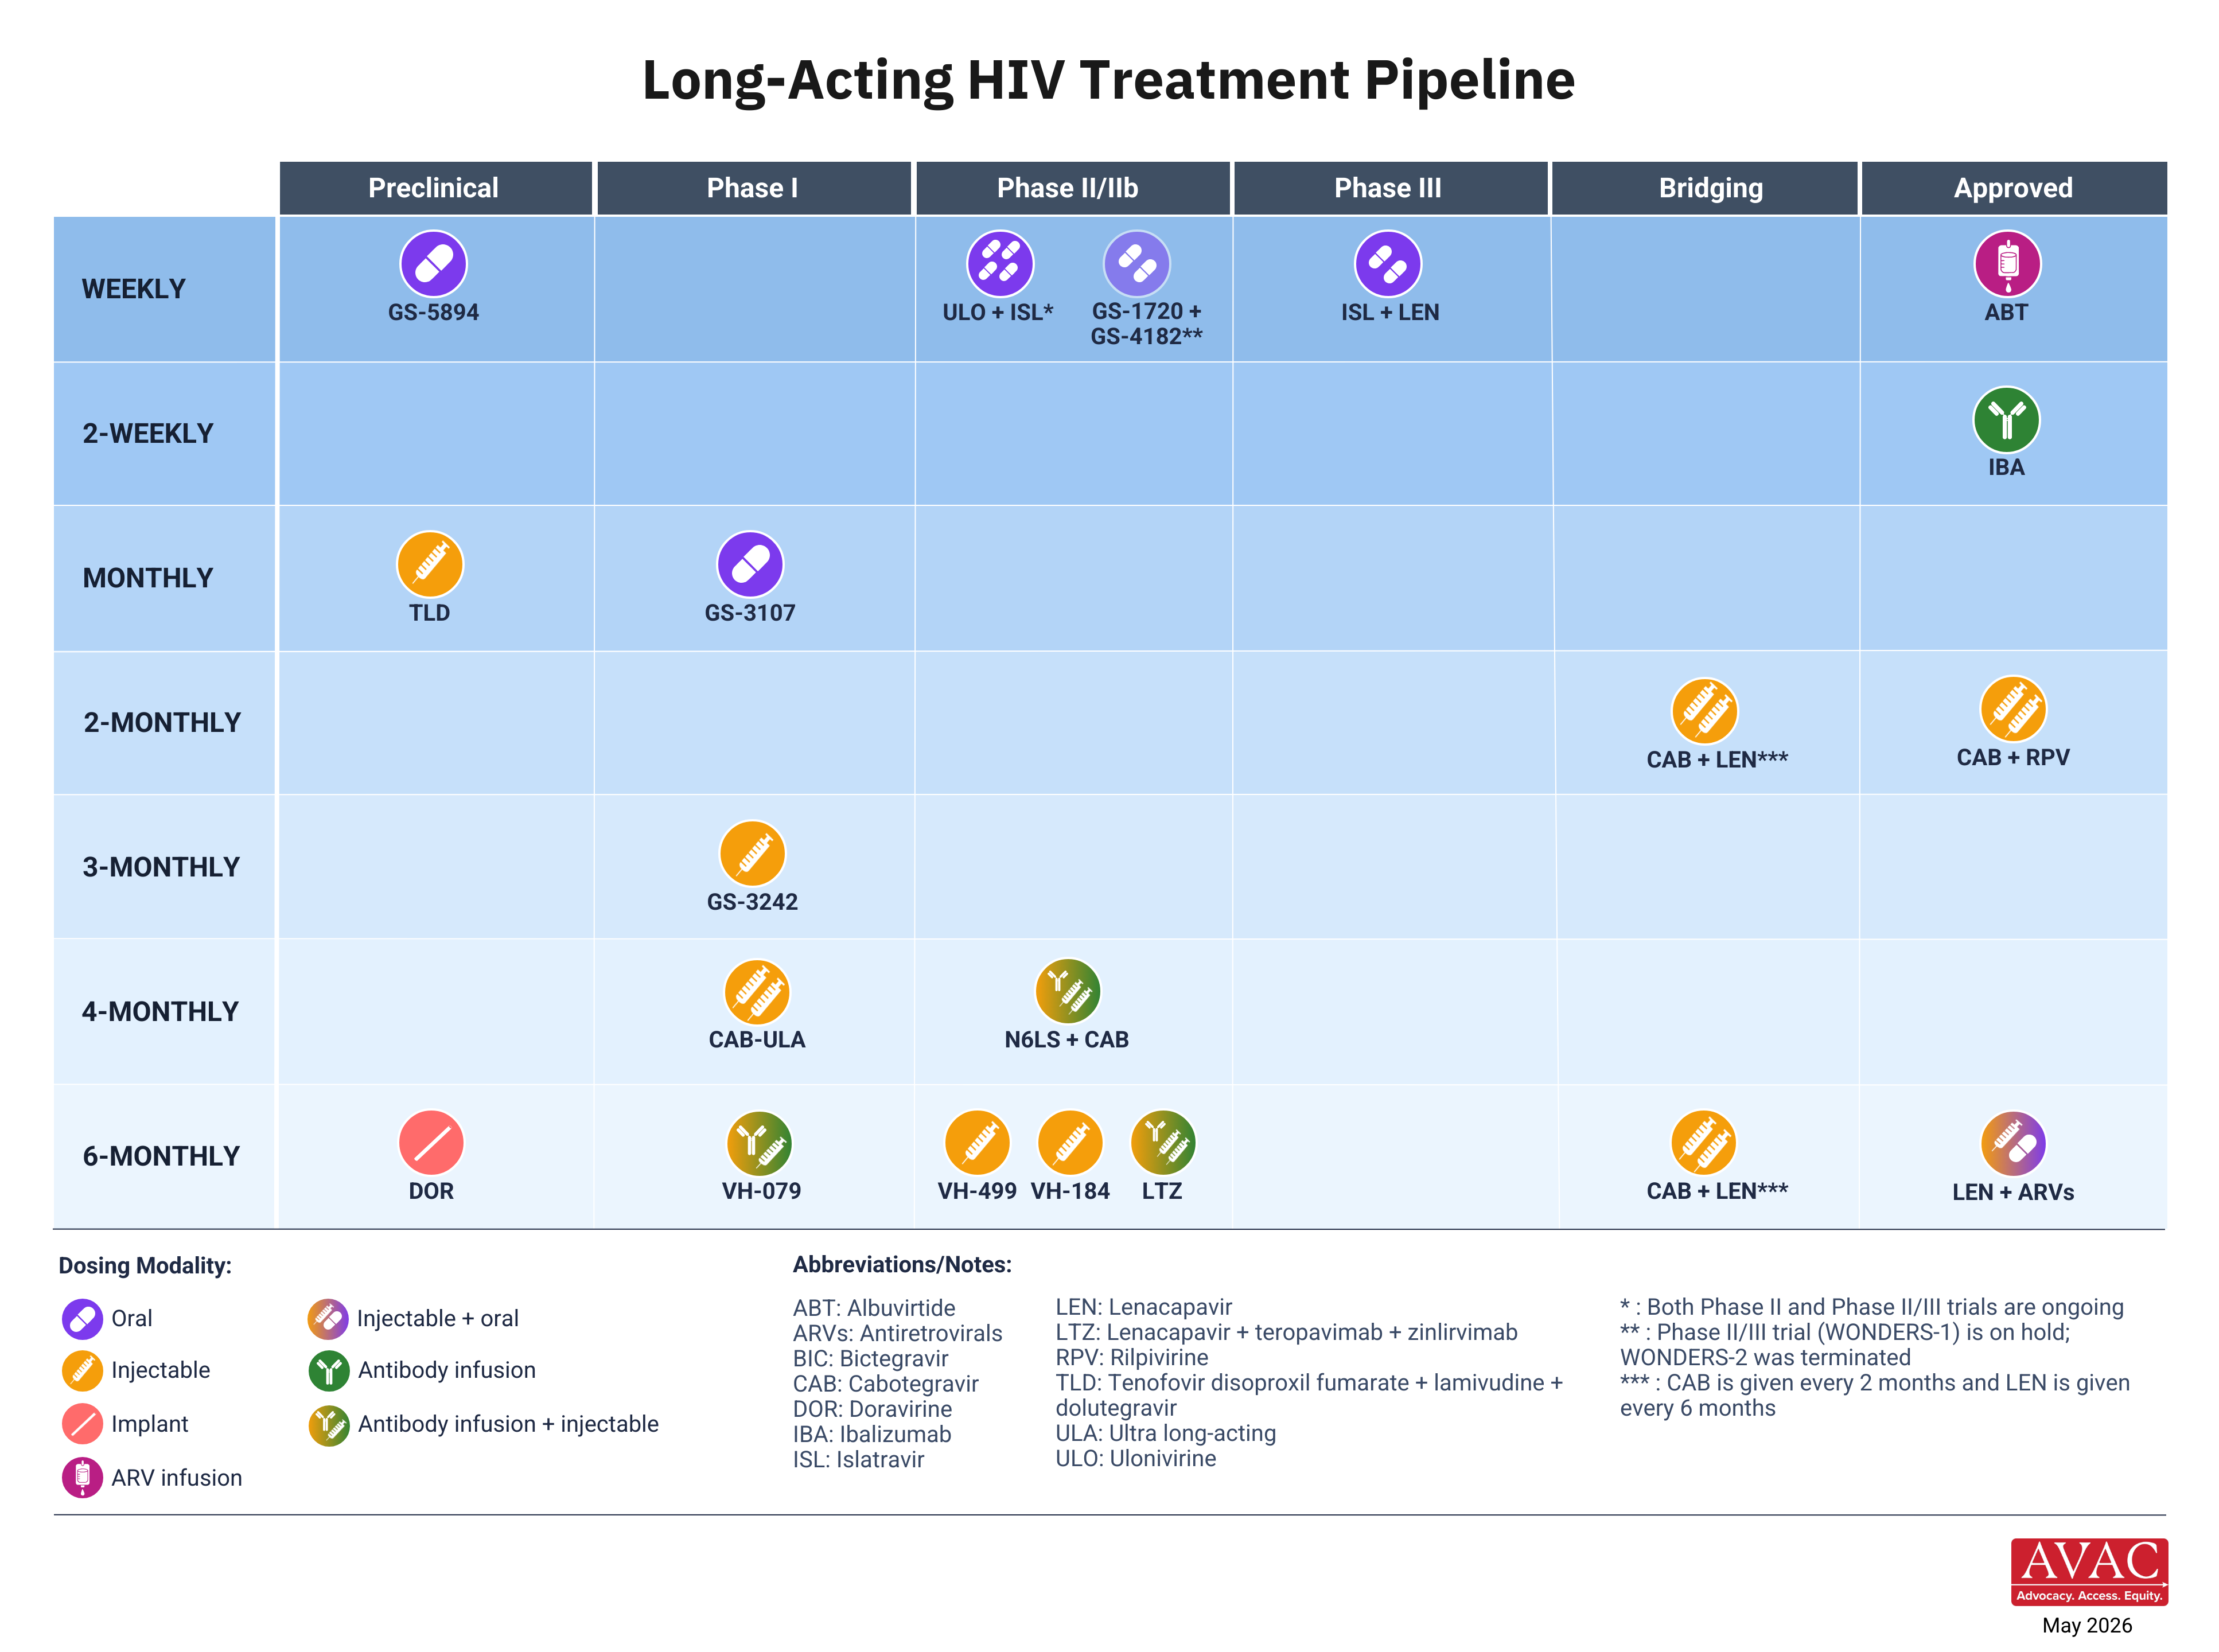 Long-Acting HIV Treatment Pipeline
Preclinical
Phase I
Phase II/IIb
Phase III
Bridging
Approved
WEEKLY
GS-5894
ULO + ISL*
GS-1720 +
GS-4182**
ISL + LEN
ABT
2-WEEKLY
IBA
MONTHLY
TLD
GS-3107
2-MONTHLY
CAB + LEN***
CAB + RPV
3-MONTHLY
GS-3242
4-MONTHLY
CAB-ULA
N6LS + CAB
6-MONTHLY
DOR
VH-079
VH-499
VH-184
LTZ
CAB + LEN***
LEN + ARVs
Dosing Modality:
Oral
Injectable
Implant
ARV infusion
Injectable + oral
Antibody infusion
Antibody infusion + injectable
Abbreviations/Notes:
ABT: Albuvirtide
ARVs: Antiretrovirals
BIC: Bictegravir
CAB: Cabotegravir
DOR: Doravirine
IBA: Ibalizumab
ISL: Islatravir
LEN: Lenacapavir
LTZ: Lenacapavir + teropavimab + zinlirvimab
RPV: Rilpivirine
TLD: Tenofovir disoproxil fumarate + lamivudine +
dolutegravir
ULA: Ultra long-acting
ULO: Ulonivirine
* : Both Phase II and Phase II/III trials are ongoing
** : Phase II/III trial (WONDERS-1) is on hold;
WONDERS-2 was terminated
*** : CAB is given every 2 months and LEN is given
every 6 months
AVAC
Advocacy. Access. Equity.
May 2026